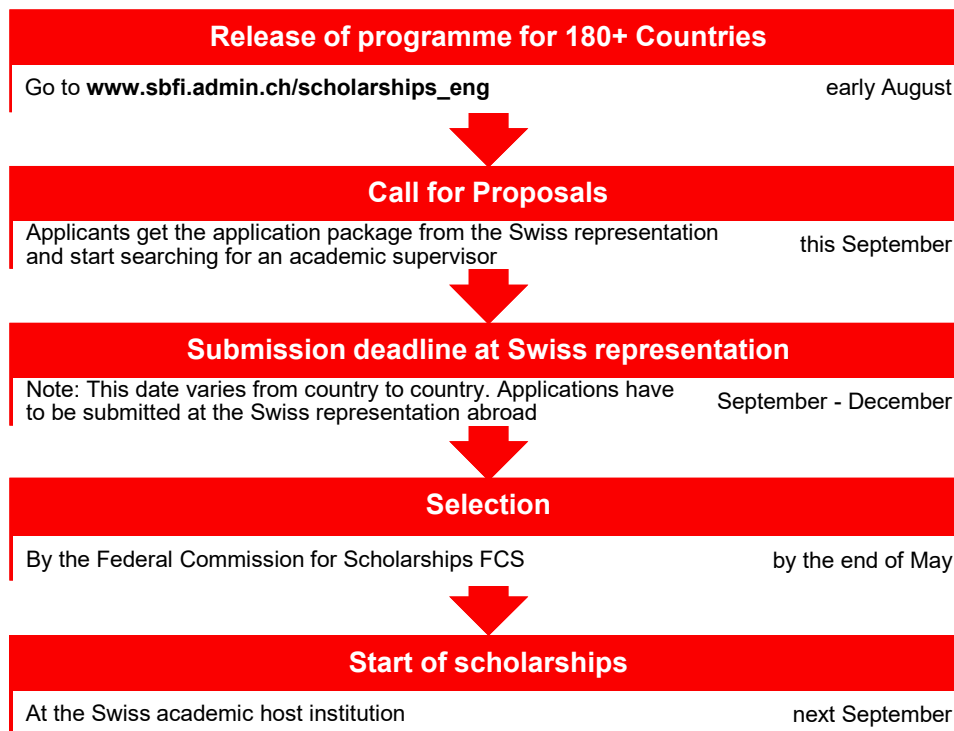 Release of programme for 180+ Countries
Go to www.sbfi.admin.ch/scholarships_eng
early August
Call for Proposals
Applicants get the application package from the Swiss representation
and start searching for an academic supervisor
this September
Submission deadline at Swiss representation
Note: This date varies from country to country. Applications have
to be submitted at the Swiss representation abroad
September - December
Selection
By the Federal Commission for Scholarships FCS
by the end of May
Start of scholarships
At the Swiss academic host institution
next September